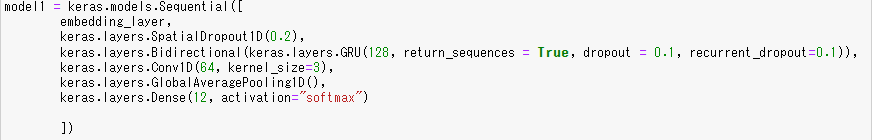 model1 = keras.models.Sequential([
        embedding_layer,
        keras.layers.SpatialDropout1D(0.2),
        keras.layers.Bidirectional(keras.layers.GRU(128, return_sequences = True, dropout = 0.1, recurrent_dropout=0.1)),
        keras.layers.Conv1D(64, kernel_size=3),
        keras.layers.GlobalAveragePooling1D(),
        keras.layers.Dense(12, activation="softmax")
        ])